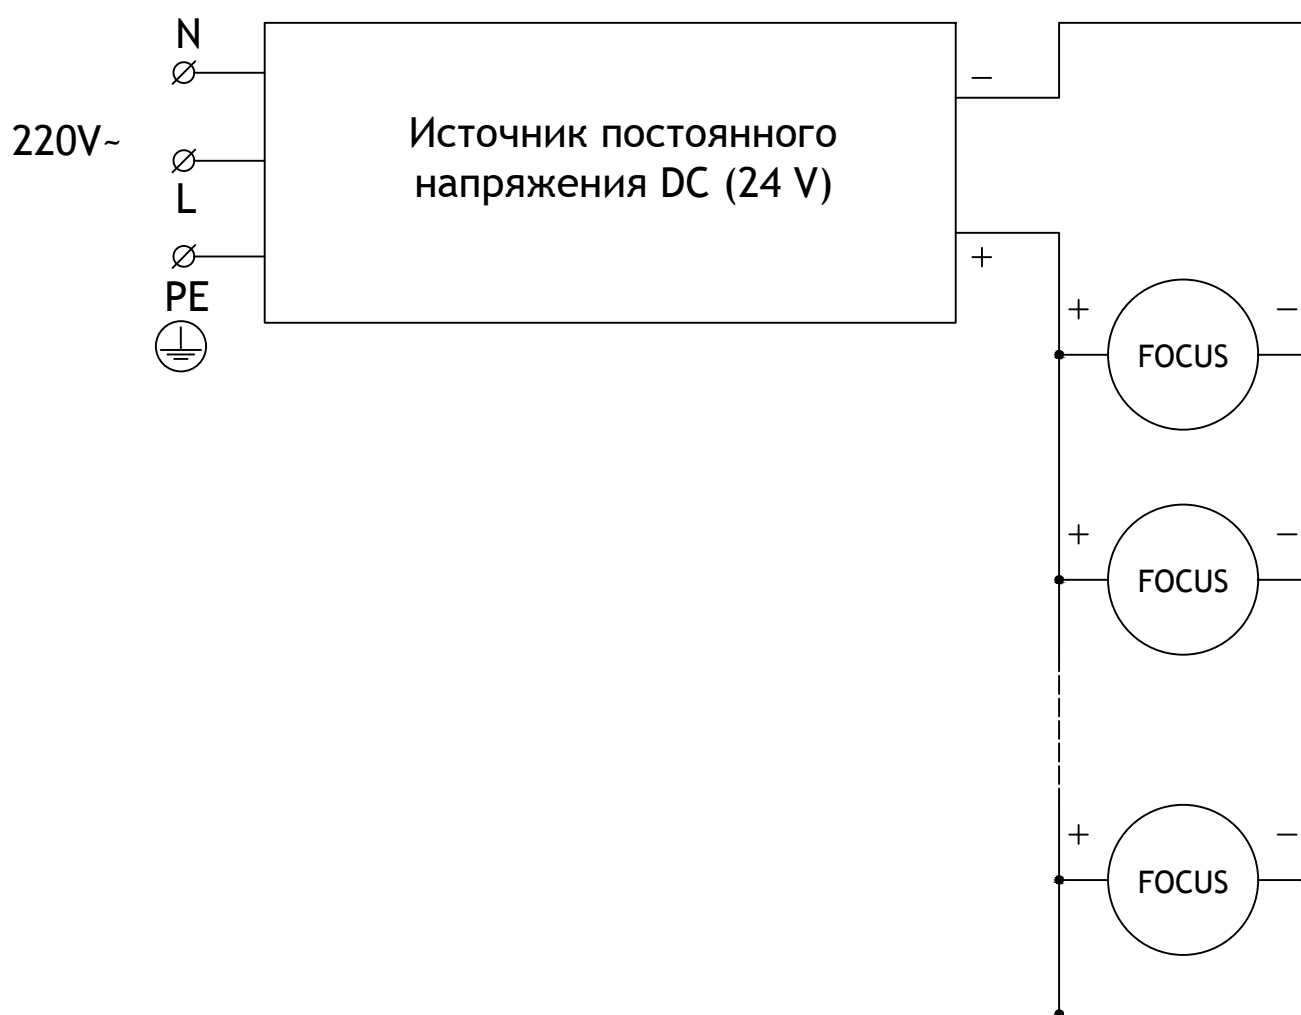 N
220V~
L
PE
Источник постоянного
напряжения DC (24 V)
−
+
+ FOCUS −
+ FOCUS −
+ FOCUS −